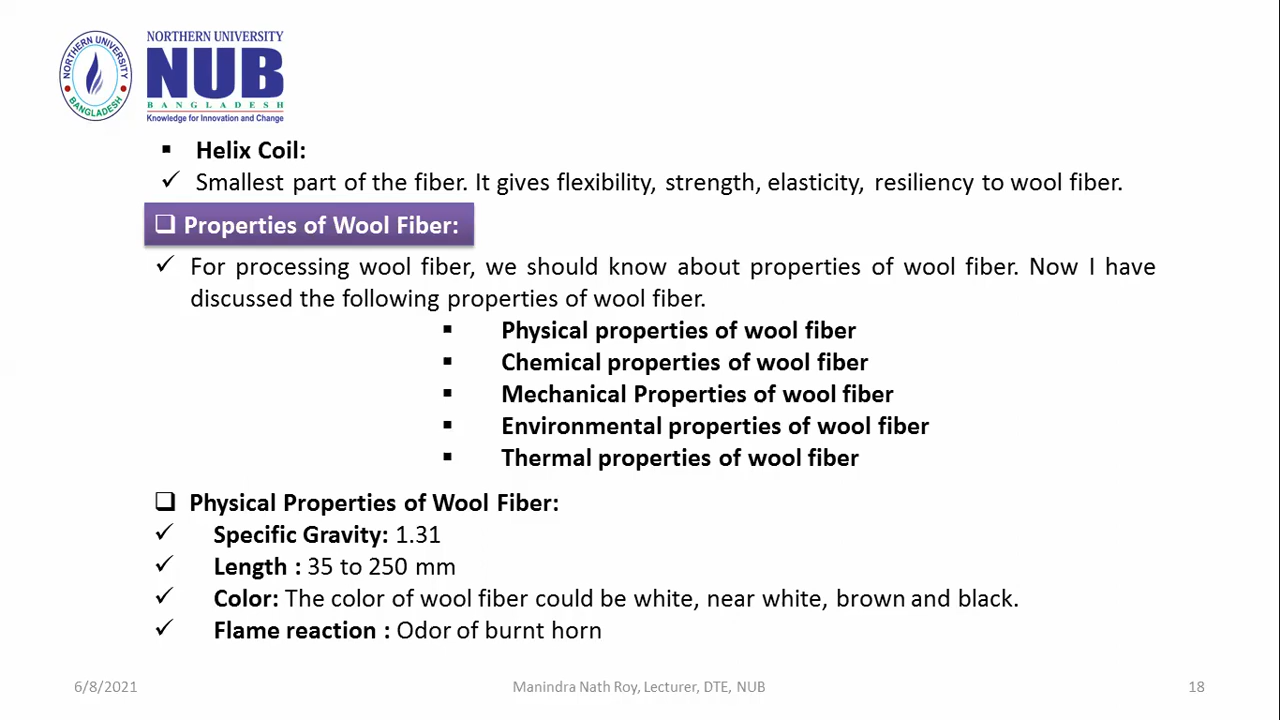 NORTHERN UNIVERSITY
NUB
BANGLADESH
Knowledge for Innovation and Change
NORTHERN UNIVERSITY
BANGLADESH
▪ Helix Coil:
✓ Smallest part of the fiber. It gives flexibility, strength, elasticity, resiliency to wool fiber.
❑ Properties of Wool Fiber:
✓ For processing wool fiber, we should know about properties of wool fiber. Now I have
discussed the following properties of wool fiber.
▪ Physical properties of wool fiber
▪ Chemical properties of wool fiber
▪ Mechanical Properties of wool fiber
▪ Environmental properties of wool fiber
▪ Thermal properties of wool fiber
❑ Physical Properties of Wool Fiber:
✓ Specific Gravity: 1.31
✓ Length : 35 to 250 mm
✓ Color: The color of wool fiber could be white, near white, brown and black.
✓ Flame reaction : Odor of burnt horn
6/8/2021 Manindra Nath Roy, Lecturer, DTE, NUB 18